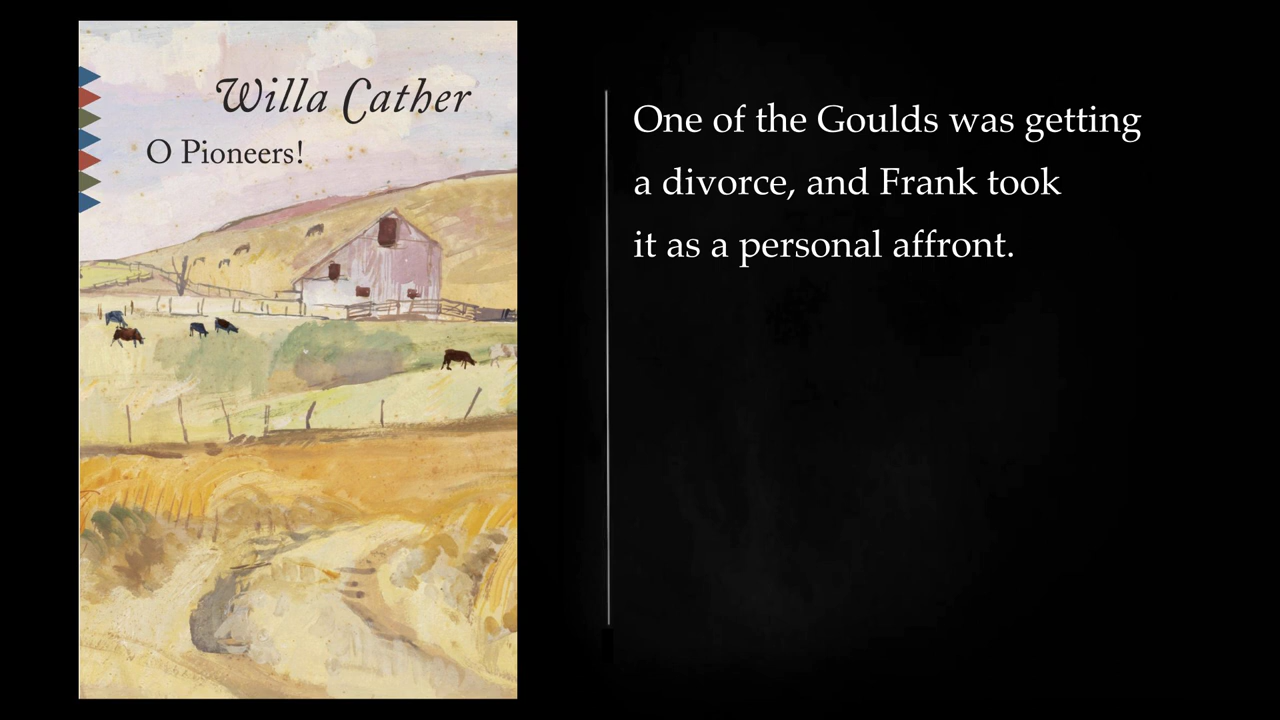 Willa Cather
O Pioneers!
One of the Goulds was getting
a divorce, and Frank took
it as a personal affront.